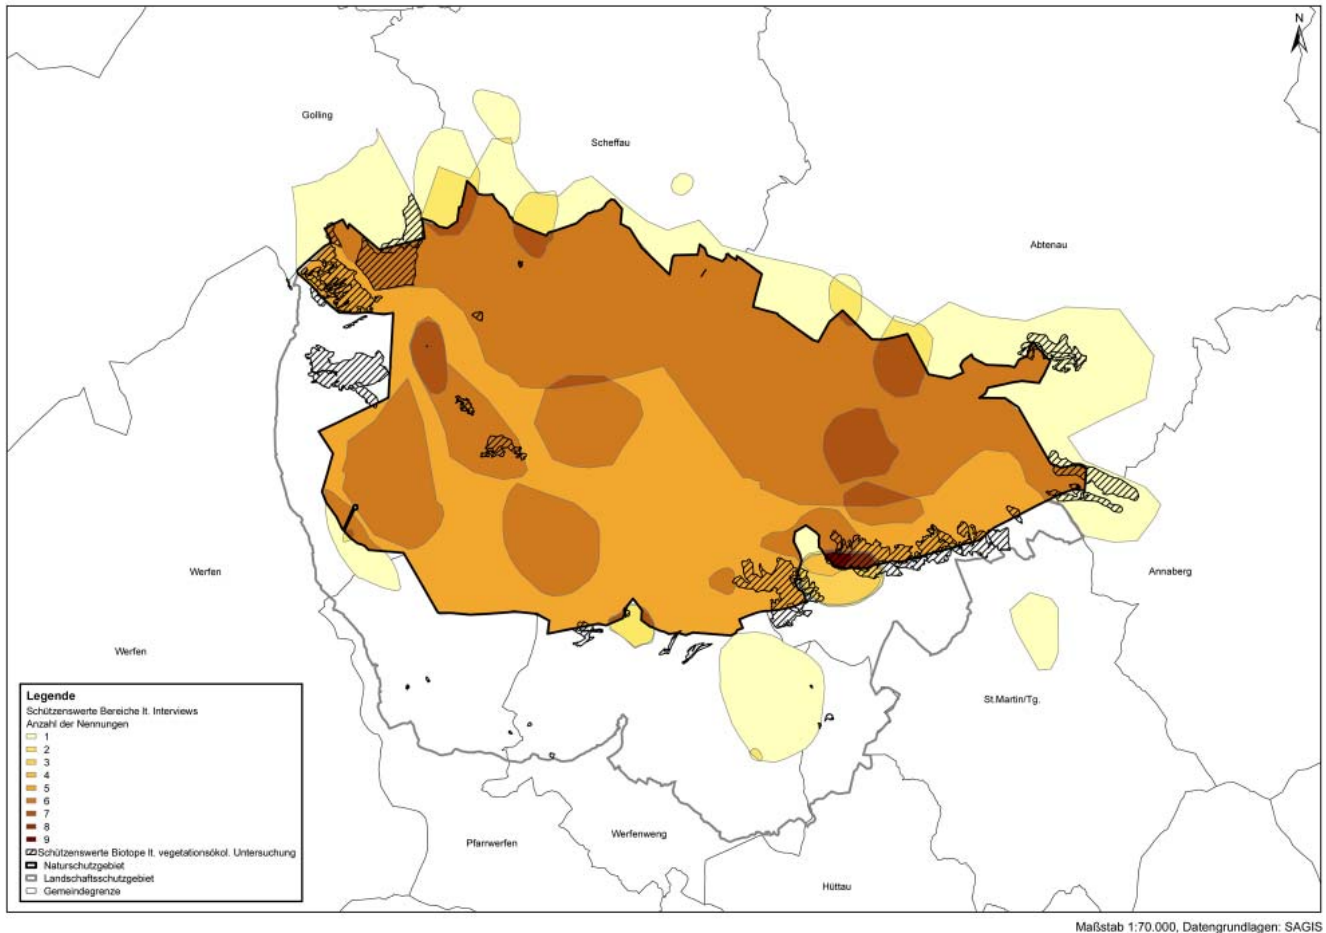 N
Golling
Scheffau
Abtenau
Werfen
Annaberg
Werfen
St.Martin/Tg.
Pfarrwerfen
Werfenweng
Hüttau
Legende
Schützenswerte Bereiche lt. Interviews
Anzahl der Nennungen
1
2
3
4
5
6
7
8
9
Schützenswerte Biotope lt. vegetationsökol. Untersuchung
Naturschutzgebiet
Landschaftsschutzgebiet
Gemeindegrenze
Maßstab 1:70.000, Datengrundlagen: SAGIS